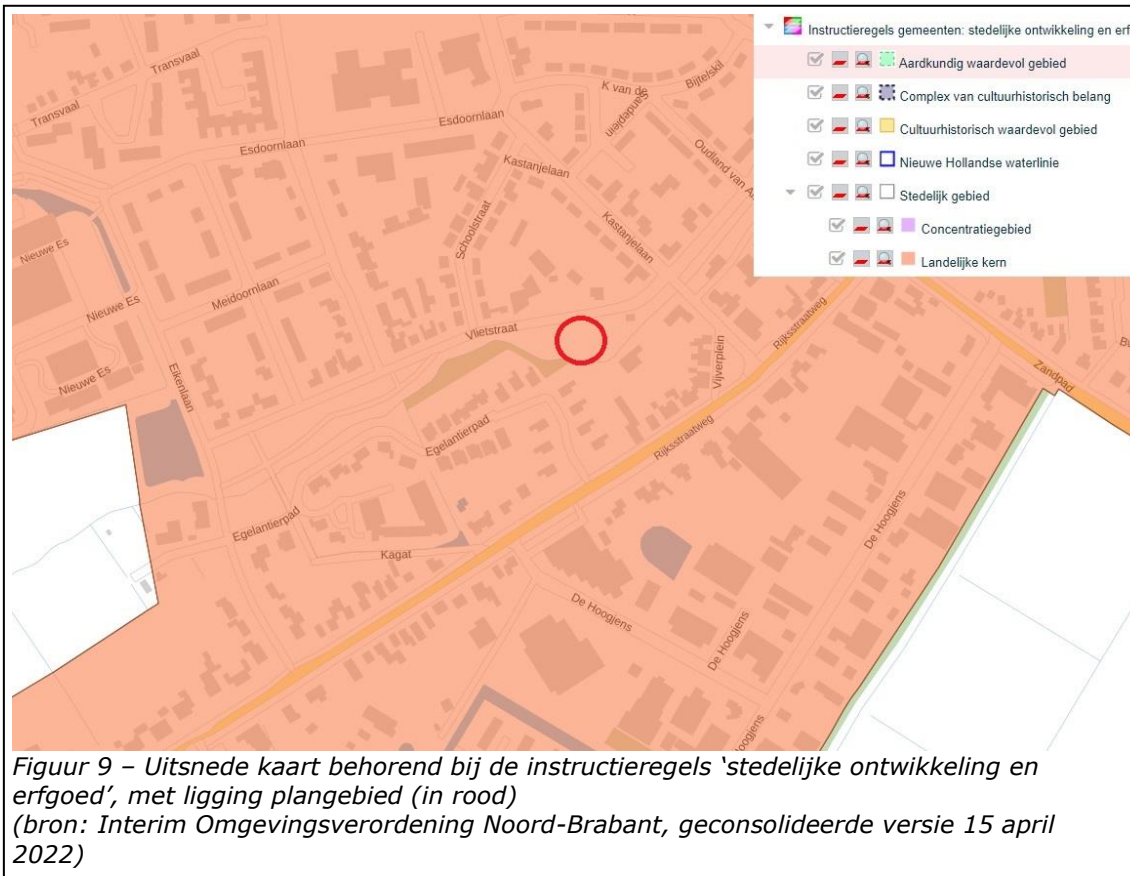 Instructieregels gemeenten: stedelijke ontwikkeling en erf
Aardkundig waardevol gebied
Complex van cultuurhistorisch belang
Cultuurhistorisch waardevol gebied
Nieuwe Hollandse waterlinie
Stedelijk gebied
Concentratiegebied
Landelijke kern
Transvaal
Transvaal
Esdoornlaan
Esdoornlaan
K van de
Sandeplein
Bijtelskil
Kastanjelaan
Kastanjelaan
Schoolstraat
Nieuwe Es
Nieuwe Es
Nieuwe Es
Meidoornlaan
Eikenlaan
Vlietstraat
Vijverplein
Rijksstraatweg
Rijksstraatweg
Zandpad
Egelantierpad
Egelantierpad
Kagat
De Hoogjens
De Hoogjens
De Hoogjens
Figuur 9 – Uitsnede kaart behorend bij de instructieregels ‘stedelijke ontwikkeling en
erfgoed’, met ligging plangebied (in rood)
(bron: Interim Omgevingsverordening Noord-Brabant, geconsolideerde versie 15 april
2022)